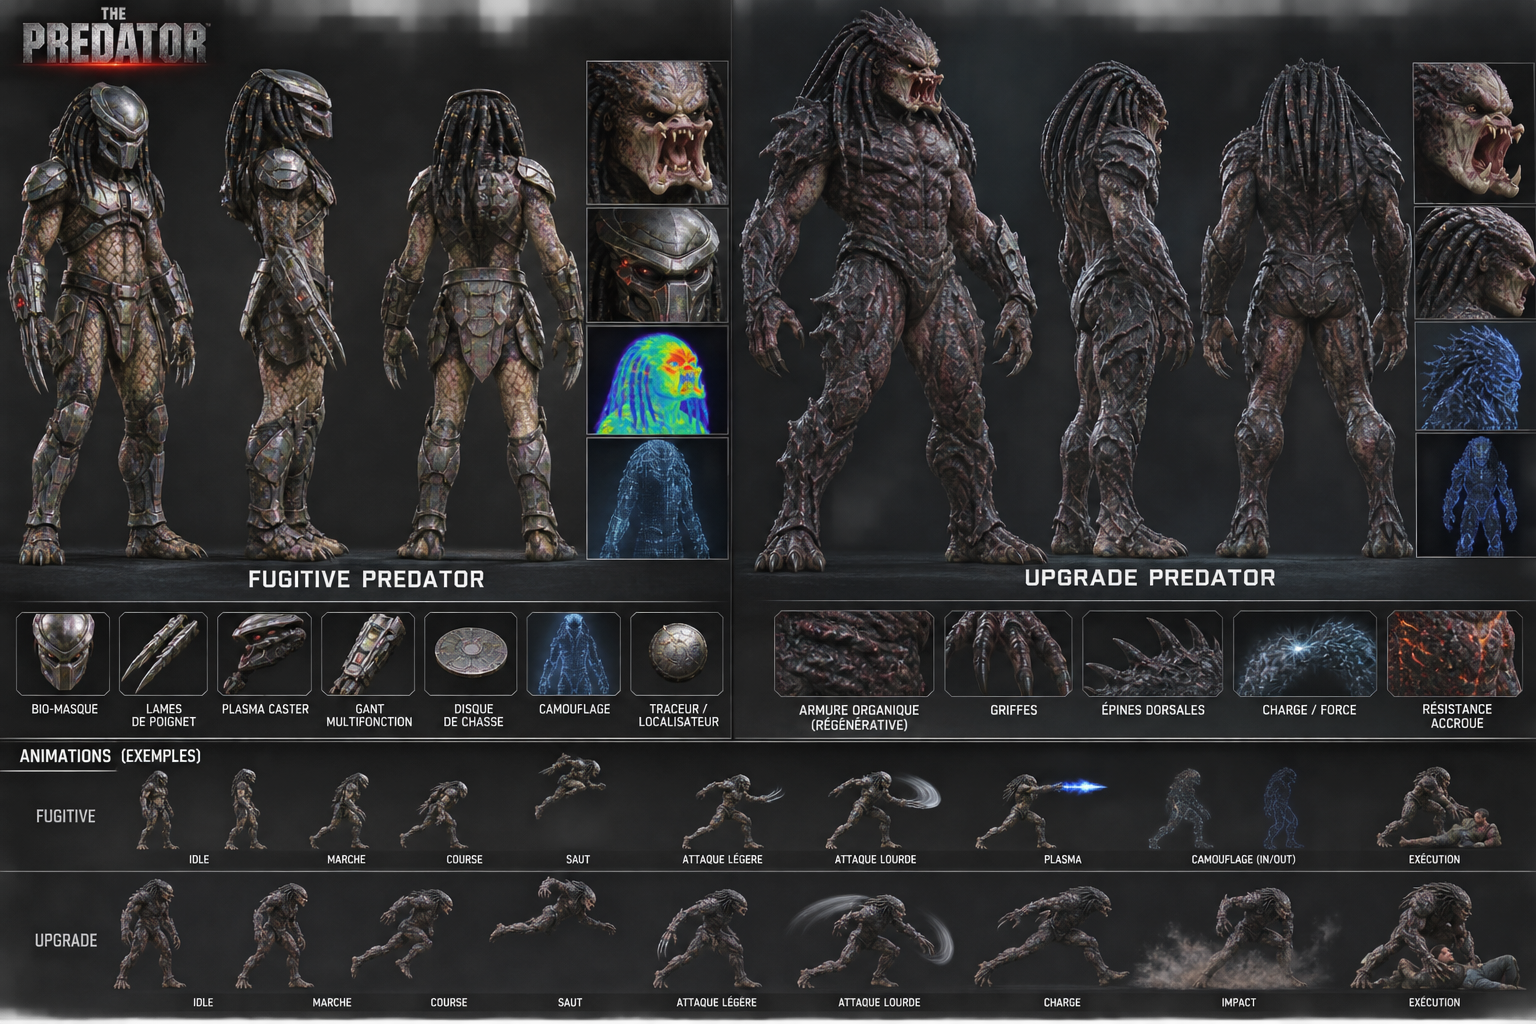 THE
PREDATOR
FUGITIVE PREDATOR
UPGRADE PREDATOR
BIO-MASQUE
LAMES
DE POIGNET
PLASMA CASTER
GANT
MULTIFONCTION
DISQUE
DE CHASSE
CAMOUFLAGE
TRACEUR /
LOCALISATEUR
ARMURE ORGANIQUE
(RÉGÉNÉRATIVE)
GRIFFES
ÉPINES DORSALES
CHARGE / FORCE
RÉSISTANCE
ACCROUE
ANIMATIONS (EXEMPLES)
FUGITIVE
IDLE
MARCHE
COURSE
SAUT
ATTAQUE LÉGERE
ATTAQUE LOURDE
PLASMA
CAMOUFLAGE (IN/OUT)
EXÉCUTION
UPGRADE
IDLE
MARCHE
COURSE
SAUT
ATTAQUE LÉGÈRE
ATTAQUE LOURDE
CHARGE
IMPACT
EXÉCUTION